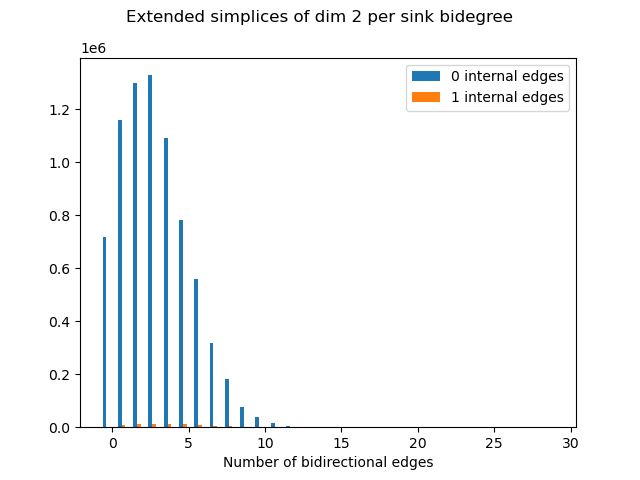 Extended simplices of dim 2 per sink bidegree
1e6
0 internal edges
1 internal edges
1.2
1.0
0.8
0.6
0.4
0.2
0.0
0 5 10 15 20 25 30
Number of bidirectional edges